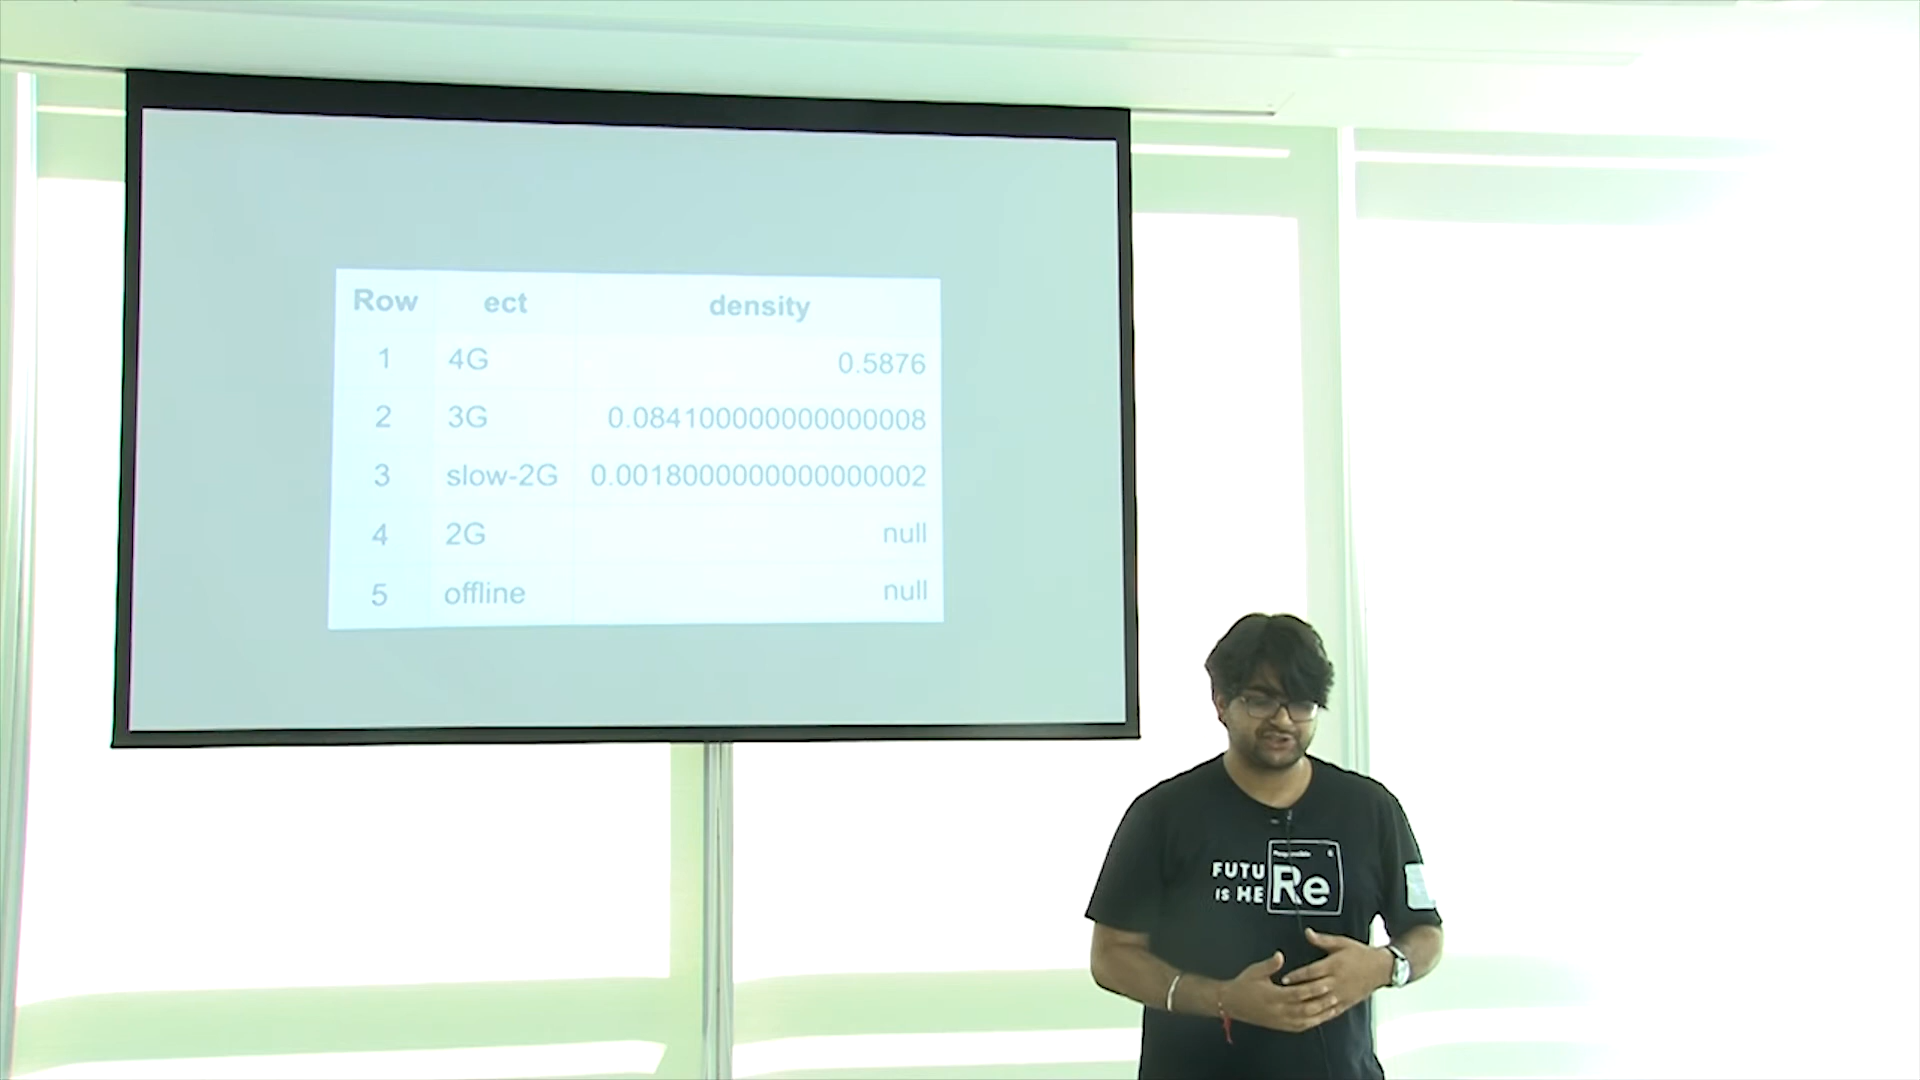 Row ect density
1 4G 0.5876
2 3G 0.084100000000000008
3 slow-2G 0.0018000000000000002
4 2G null
5 offline null
FUTU Re
IS HE